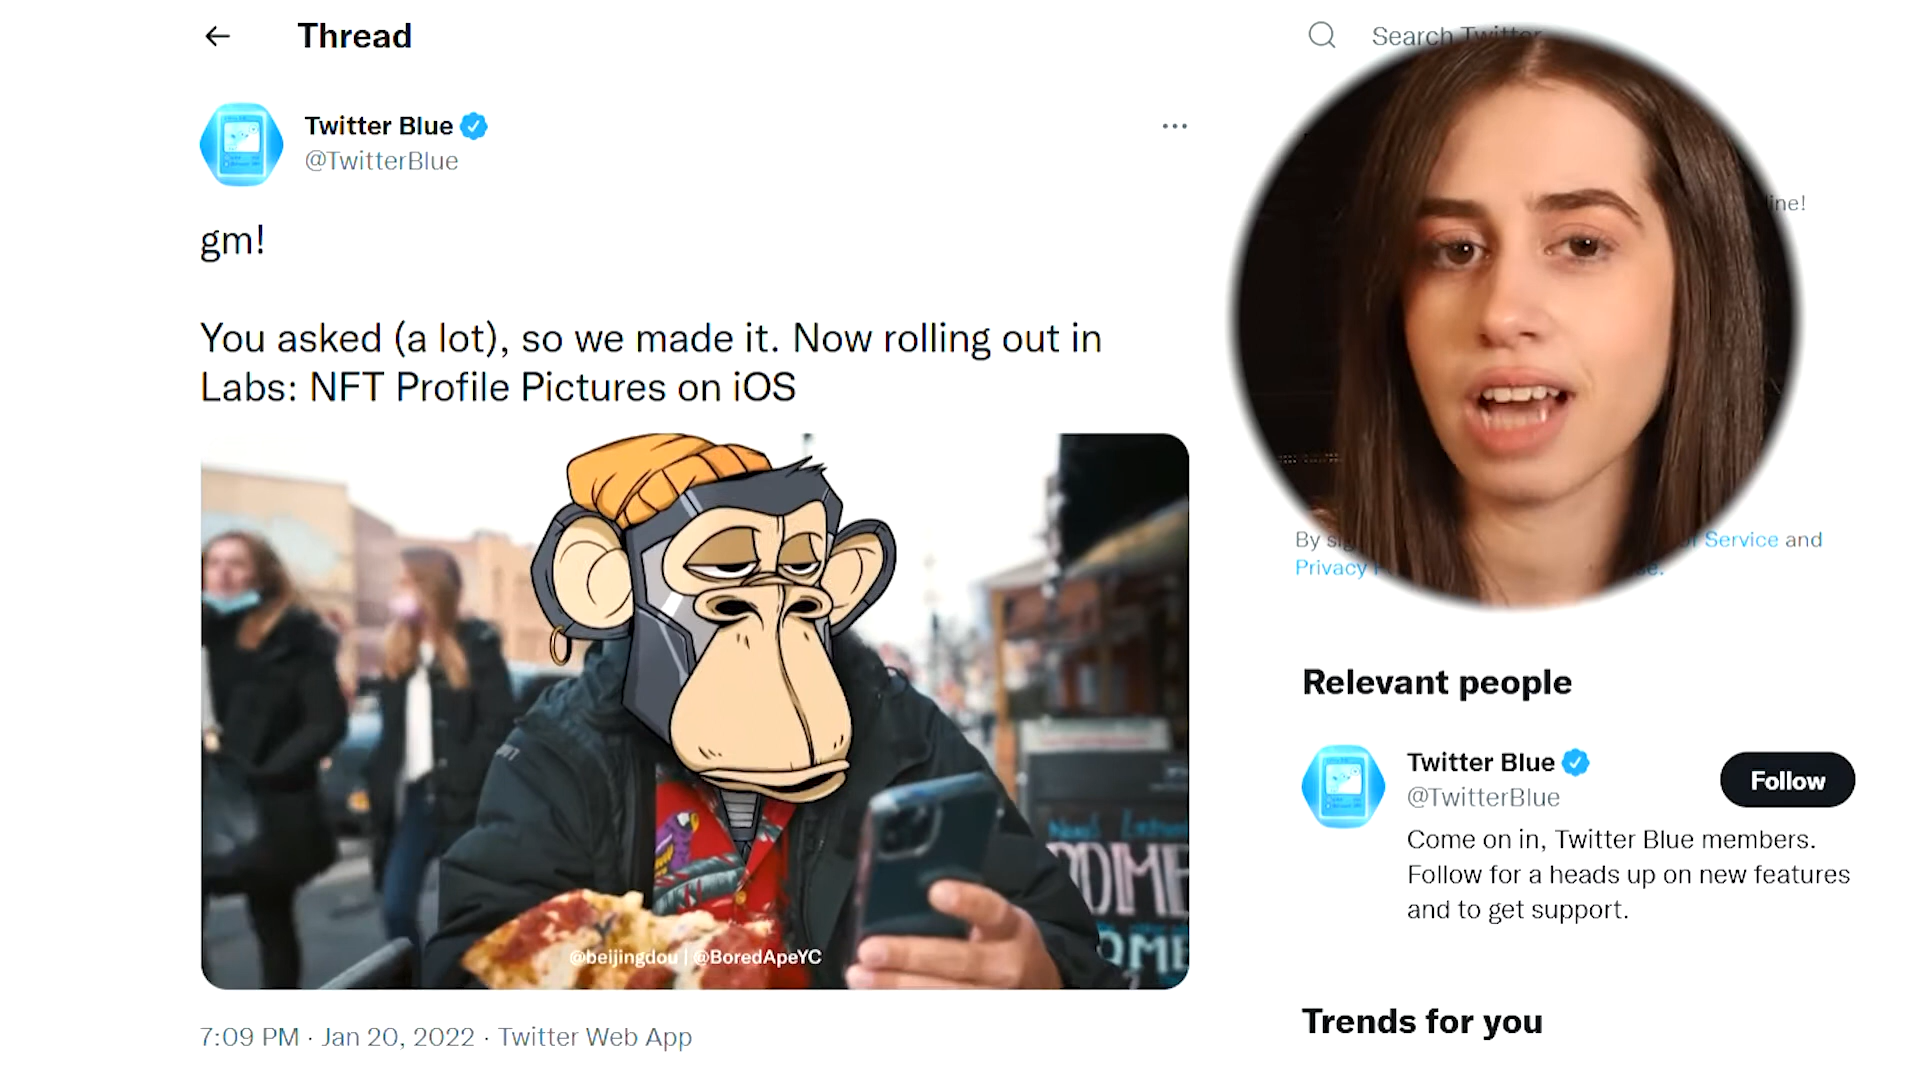 Thread
Search Twitter
Twitter Blue
@TwitterBlue
gm!
You asked (a lot), so we made it. Now rolling out in
Labs: NFT Profile Pictures on iOS
@beijingdou | @BoredApeYC
7:09 PM · Jan 20, 2022 · Twitter Web App
ine!
By
Service and
Privacy
Relevant people
Twitter Blue
@TwitterBlue
Follow
Come on in, Twitter Blue members.
Follow for a heads up on new features
and to get support.
Trends for you